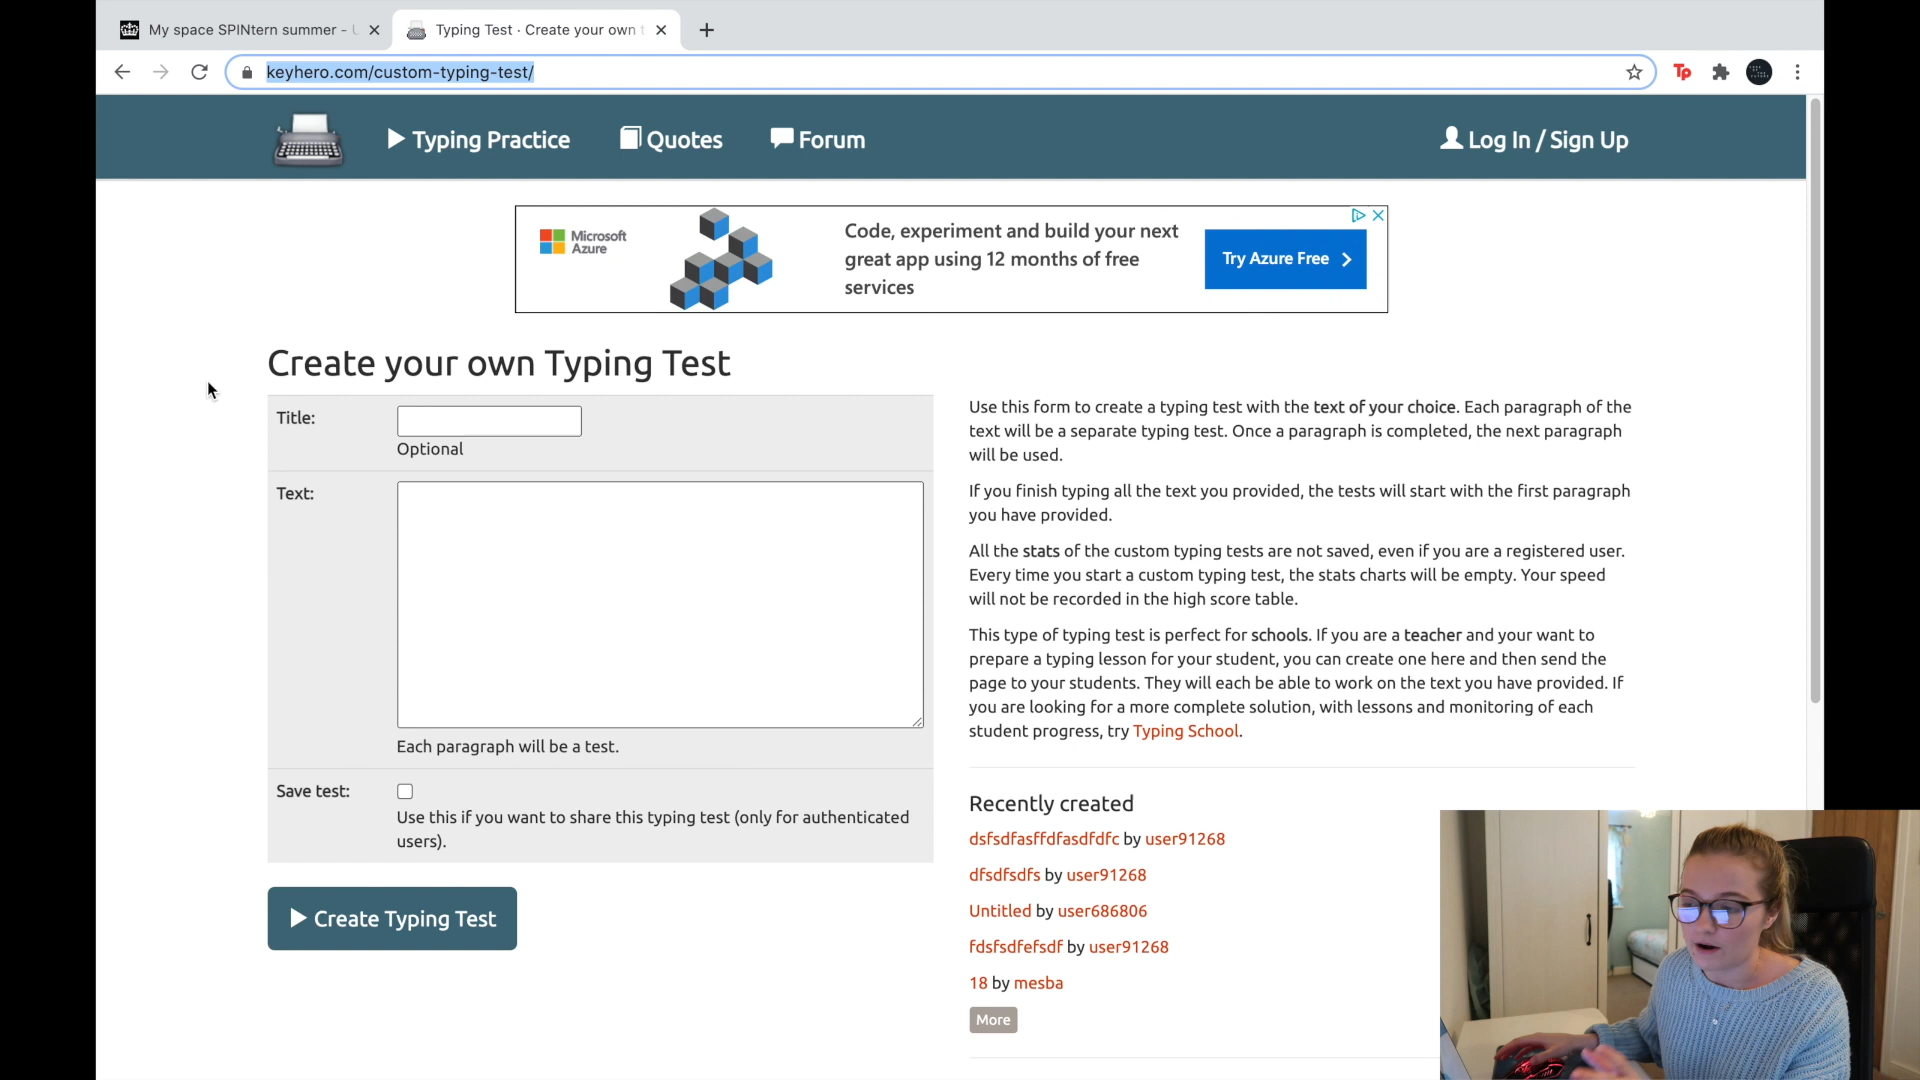 My space SPINtern summer -
Typing Test · Create your own
keyhero.com/custom-typing-test/
Tp
Typing Practice
Quotes
Forum
Log In / Sign Up
Microsoft
Azure
Code, experiment and build your next
great app using 12 months of free
services
Try Azure Free
Create your own Typing Test
Title:
Optional
Text:
Each paragraph will be a test.
Save test:
Use this if you want to share this typing test (only for authenticated
users).
Create Typing Test
Use this form to create a typing test with the text of your choice. Each paragraph of the
text will be a separate typing test. Once a paragraph is completed, the next paragraph
will be used.
If you finish typing all the text you provided, the tests will start with the first paragraph
you have provided.
All the stats of the custom typing tests are not saved, even if you are a registered user.
Every time you start a custom typing test, the stats charts will be empty. Your speed
will not be recorded in the high score table.
This type of typing test is perfect for schools. If you are a teacher and your want to
prepare a typing lesson for your student, you can create one here and then send the
page to your students. They will each be able to work on the text you have provided. If
you are looking for a more complete solution, with lessons and monitoring of each
student progress, try Typing School.
Recently created
dsfsdfasffdfasdfdfc by user91268
dfsdfsdfs by user91268
Untitled by user686806
fdsfsdfefsdf by user91268
18 by mesba
More